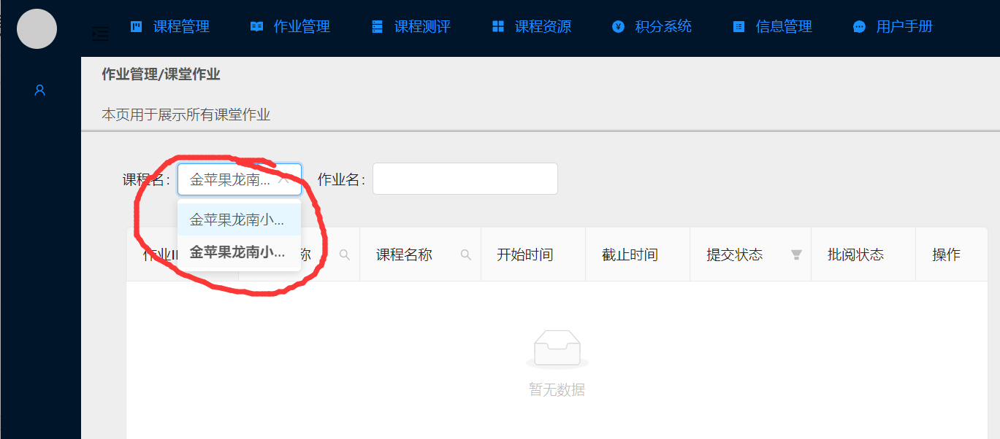 课程管理 作业管理 课程测评 课程资源 积分系统 信息管理 用户手册
作业管理/课堂作业
本页用于展示所有课堂作业
课程名: 金苹果龙南... 作业名:
金苹果龙南小...
金苹果龙南小...
作业I 称 课程名称 开始时间 截止时间 提交状态 批阅状态 操作
暂无数据